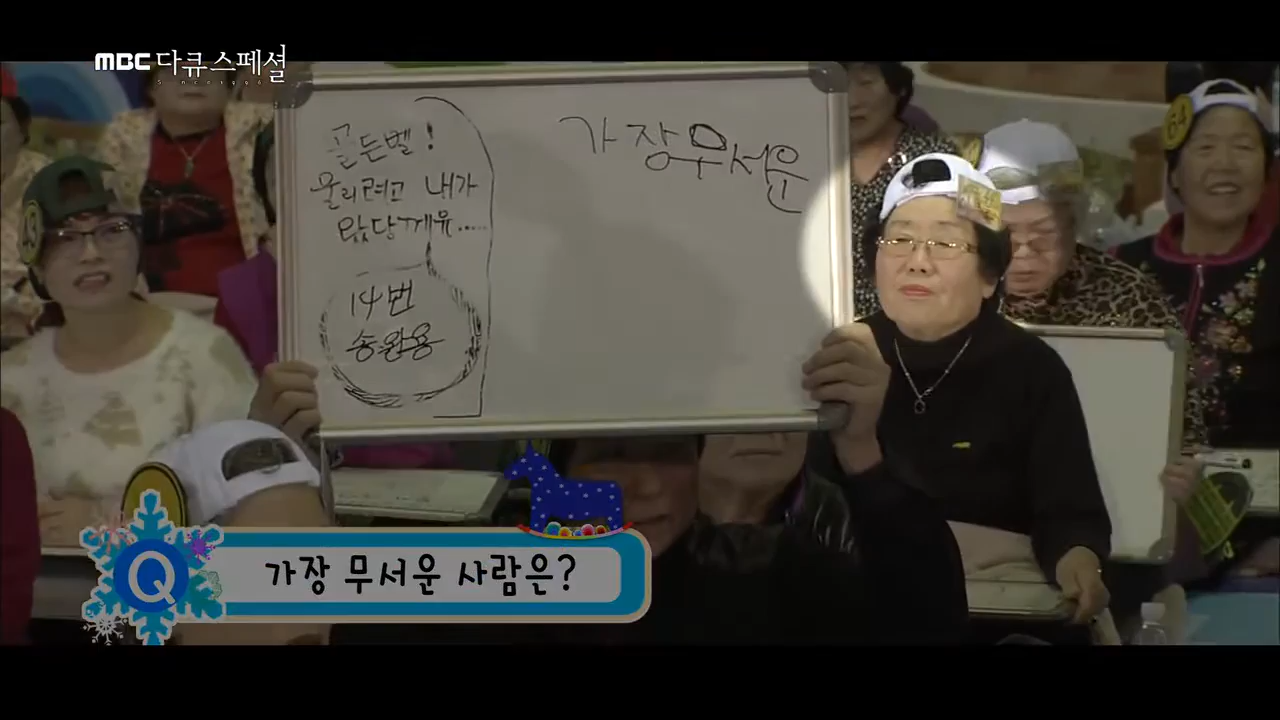 MBC 다큐스페셜
골든벨!
울리려고 내가
왔당께유.....
14번
송완용
가장무서운
43
64
Q 가장 무서운 사람은?